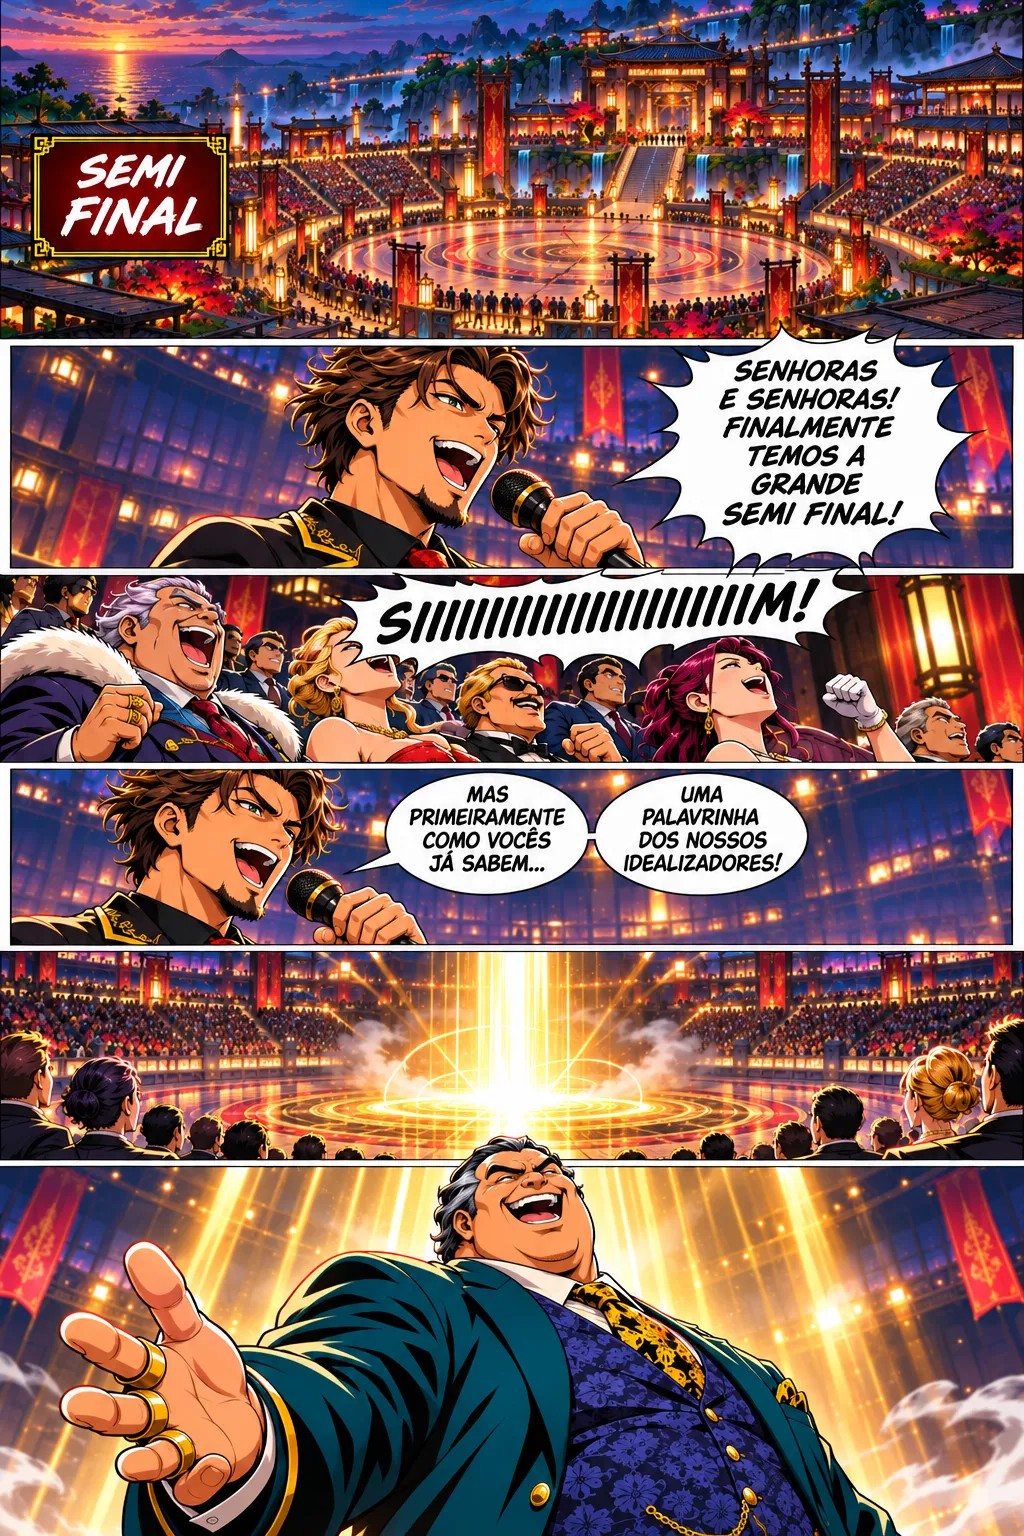 SEMI
FINAL
SENHORAS
E SENHORAS!
FINALMENTE
TEMOS A
GRANDE
SEMI FINAL!
SIIIIIIIIIIIIIIIIIIIIIIIM!
MAS
PRIMEIRAMENTE
COMO VOCÊS
JÁ SABEM...
UMA
PALAVRINHA
DOS NOSSOS
IDEALIZADORES!